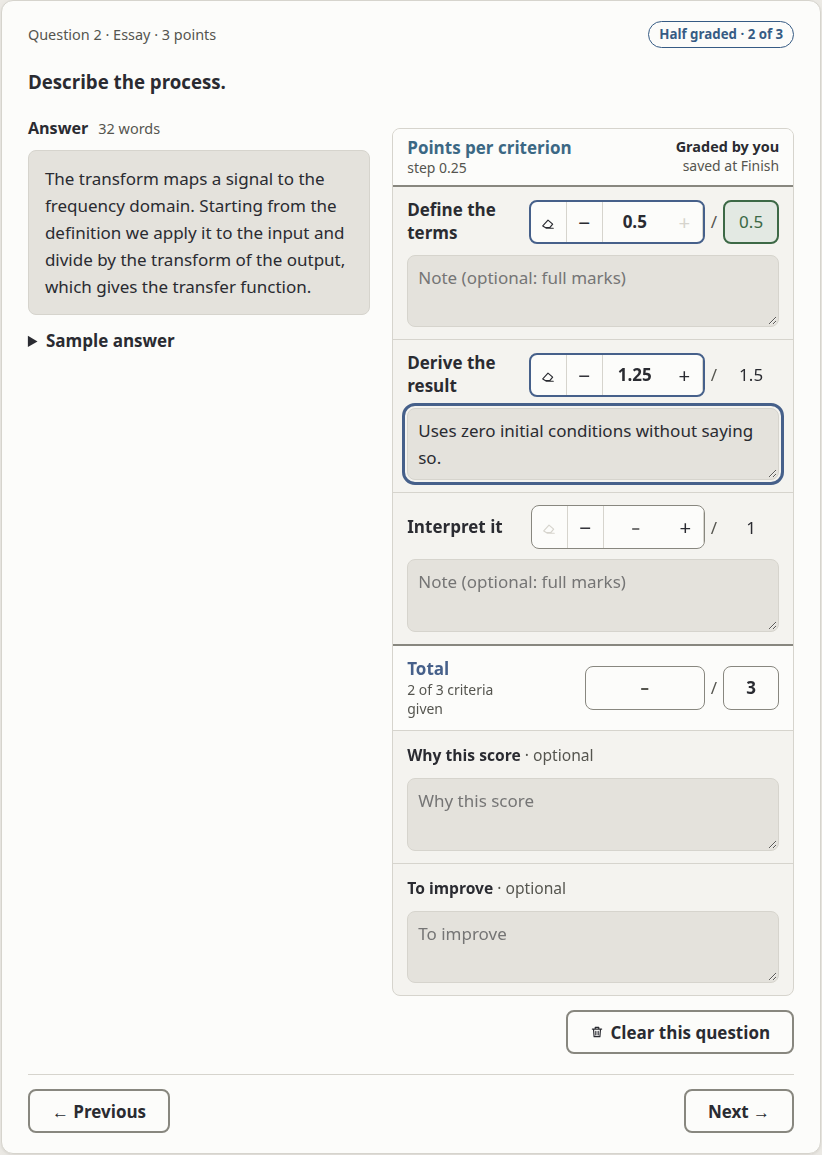 Question 2 · Essay · 3 points
Half graded · 2 of 3
Describe the process.
Answer 32 words
The transform maps a signal to the
frequency domain. Starting from the
definition we apply it to the input and
divide by the transform of the output,
which gives the transfer function.
▶ Sample answer
Points per criterion
step 0.25
Graded by you
saved at Finish
Define the
terms
− 0.5 + / 0.5
Note (optional: full marks)
Derive the
result
− 1.25 + / 1.5
Uses zero initial conditions without saying
so.
Interpret it
− – + / 1
Note (optional: full marks)
Total
2 of 3 criteria
given
– / 3
Why this score · optional
Why this score
To improve · optional
To improve
Clear this question
← Previous
Next →